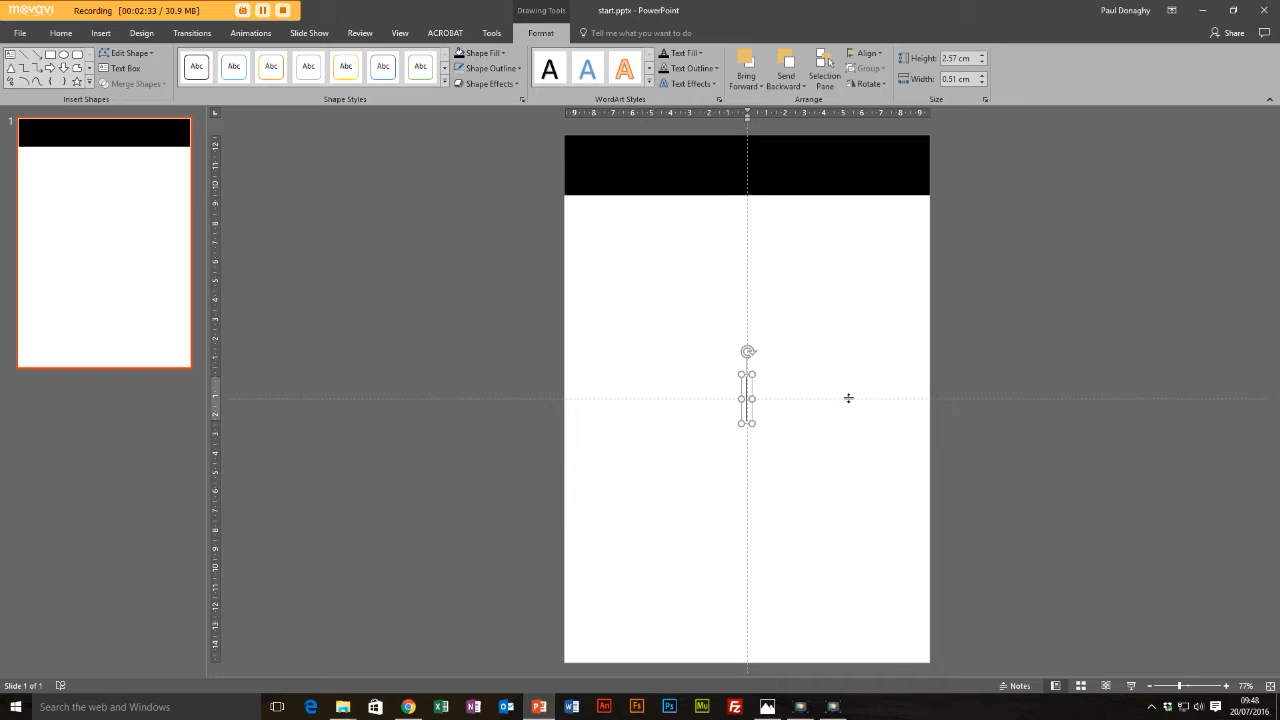 movavi Recording [00:02:33 / 30.9 MB] Drawing Tools start.pptx - PowerPoint Paul Donaghy
File Home Insert Design Transitions Animations Slide Show Review View ACROBAT Tools Format Tell me what you want to do Share
Edit Shape Text Box Merge Shapes
Insert Shapes
Abc Abc Abc Abc Abc Abc Abc
Shape Fill
Shape Outline
Shape Effects
Shape Styles
A A A
Text Fill
Text Outline
Text Effects
WordArt Styles
Bring Forward
Send Backward
Selection Pane
Align
Group
Rotate
Arrange
Height: 2.57 cm
Width: 0.51 cm
Size
1
Slide 1 of 1 Notes 77%
Search the web and Windows
09:48
20/07/2016